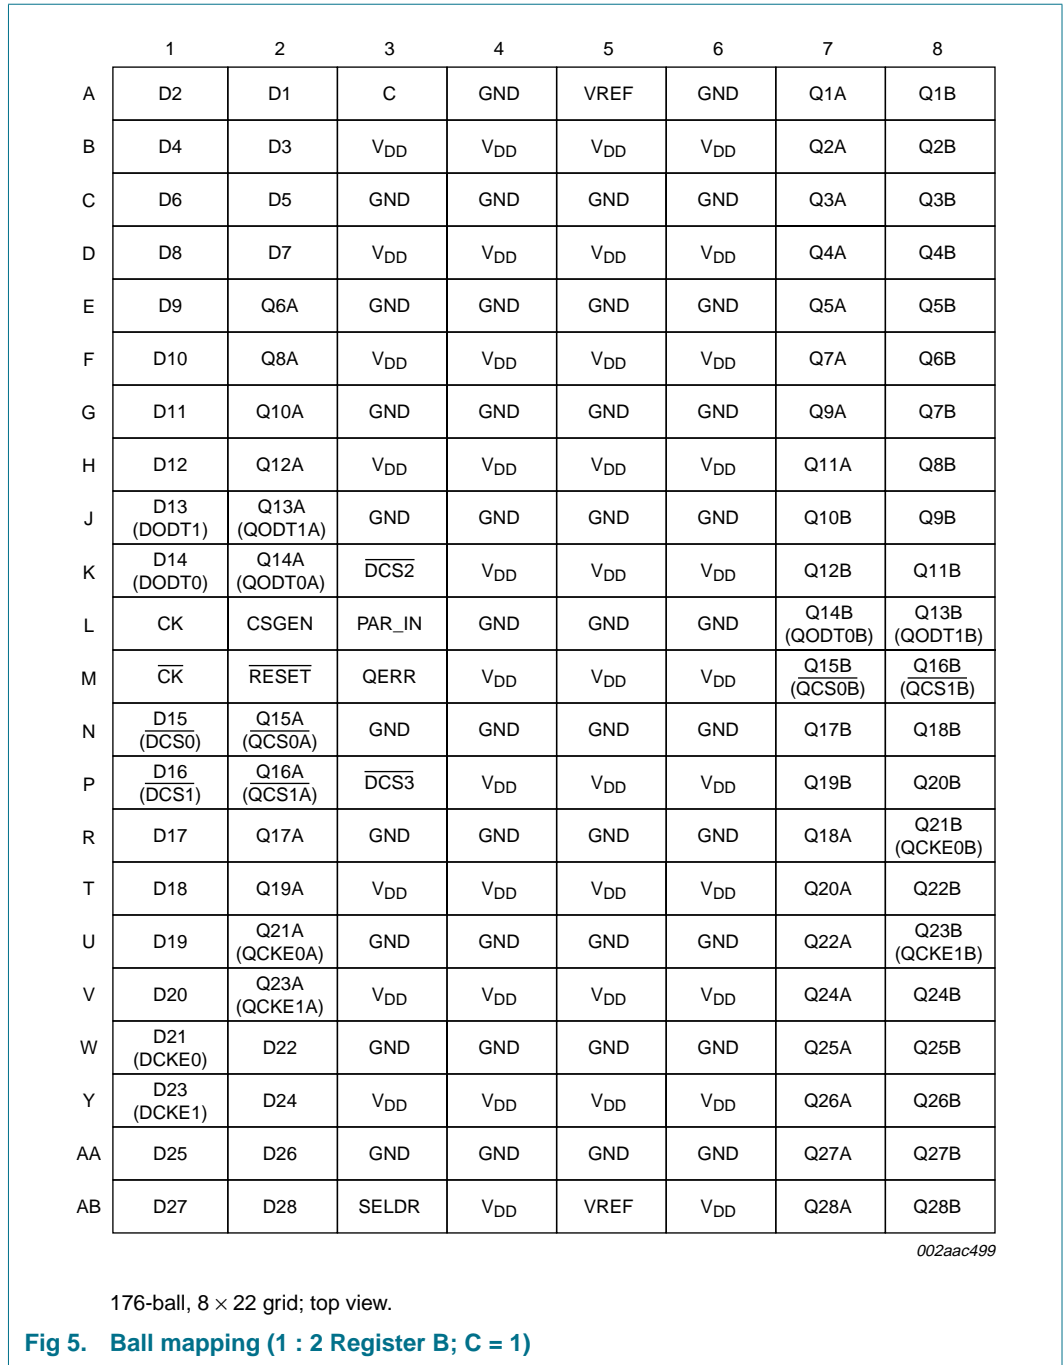 1 2 3 4 5 6 7 8
A D2 D1 C GND VREF GND Q1A Q1B
B D4 D3 VDD VDD VDD VDD Q2A Q2B
C D6 D5 GND GND GND GND Q3A Q3B
D D8 D7 VDD VDD VDD VDD Q4A Q4B
E D9 Q6A GND GND GND GND Q5A Q5B
F D10 Q8A VDD VDD VDD VDD Q7A Q6B
G D11 Q10A GND GND GND GND Q9A Q7B
H D12 Q12A VDD VDD VDD VDD Q11A Q8B
J D13 (DODT1) Q13A (QODT1A) GND GND GND GND Q10B Q9B
K D14 (DODT0) Q14A (QODT0A) DCS2 VDD VDD VDD Q12B Q11B
L CK CSGEN PAR_IN GND GND GND Q14B (QODT0B) Q13B (QODT1B)
M CK RESET QERR VDD VDD VDD Q15B (QCS0B) Q16B (QCS1B)
N D15 (DCS0) Q15A (QCS0A) GND GND GND GND Q17B Q18B
P D16 (DCS1) Q16A (QCS1A) DCS3 VDD VDD VDD Q19B Q20B
R D17 Q17A GND GND GND GND Q18A Q21B (QCKE0B)
T D18 Q19A VDD VDD VDD VDD Q20A Q22B
U D19 Q21A (QCKE0A) GND GND GND GND Q22A Q23B (QCKE1B)
V D20 Q23A (QCKE1A) VDD VDD VDD VDD Q24A Q24B
W D21 (DCKE0) D22 GND GND GND GND Q25A Q25B
Y D23 (DCKE1) D24 VDD VDD VDD VDD Q26A Q26B
AA D25 D26 GND GND GND GND Q27A Q27B
AB D27 D28 SELDR VDD VREF VDD Q28A Q28B
002aac499
176-ball, 8 × 22 grid; top view.
Fig 5. Ball mapping (1 : 2 Register B; C = 1)